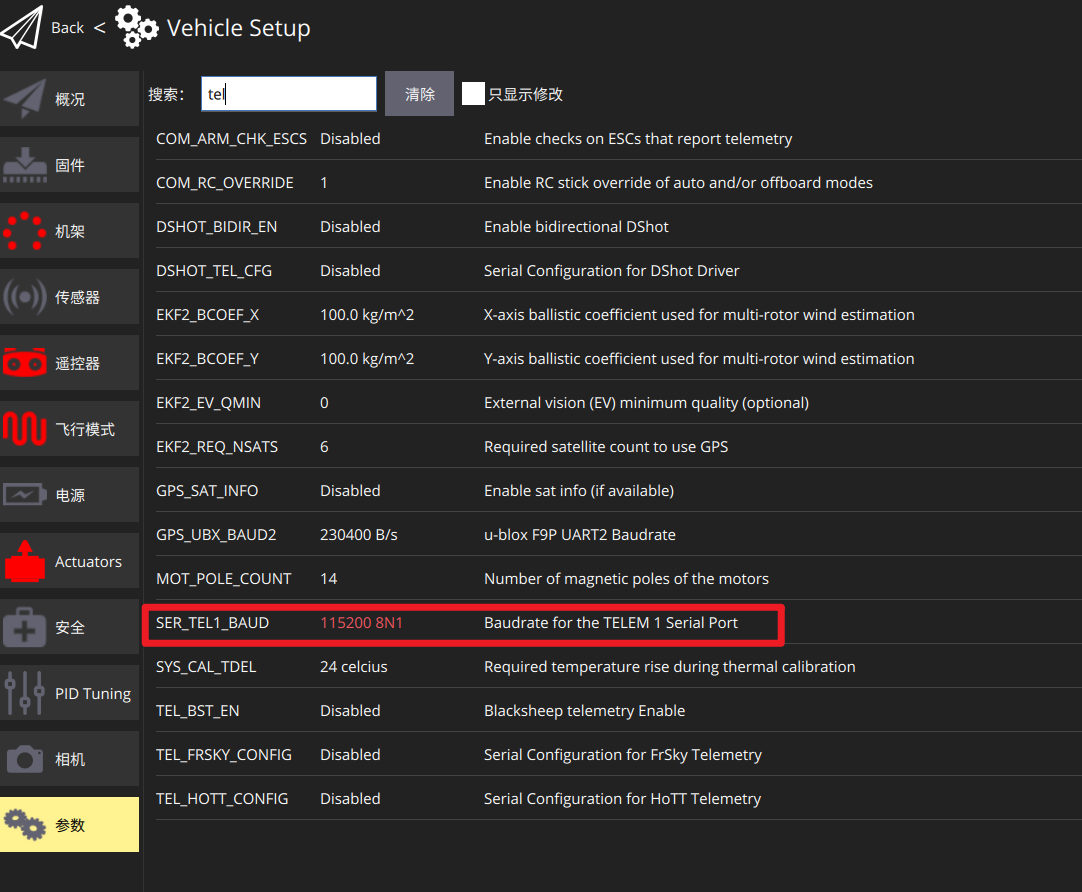 Back < Vehicle Setup
概况
固件
机架
传感器
遥控器
飞行模式
电源
Actuators
安全
PID Tuning
相机
参数
搜索： tel 清除 只显示修改
COM_ARM_CHK_ESCS Disabled Enable checks on ESCs that report telemetry
COM_RC_OVERRIDE 1 Enable RC stick override of auto and/or offboard modes
DSHOT_BIDIR_EN Disabled Enable bidirectional DShot
DSHOT_TEL_CFG Disabled Serial Configuration for DShot Driver
EKF2_BCOEF_X 100.0 kg/m^2 X-axis ballistic coefficient used for multi-rotor wind estimation
EKF2_BCOEF_Y 100.0 kg/m^2 Y-axis ballistic coefficient used for multi-rotor wind estimation
EKF2_EV_QMIN 0 External vision (EV) minimum quality (optional)
EKF2_REQ_NSATS 6 Required satellite count to use GPS
GPS_SAT_INFO Disabled Enable sat info (if available)
GPS_UBX_BAUD2 230400 B/s u-blox F9P UART2 Baudrate
MOT_POLE_COUNT 14 Number of magnetic poles of the motors
SER_TEL1_BAUD 115200 8N1 Baudrate for the TELEM 1 Serial Port
SYS_CAL_TDEL 24 celcius Required temperature rise during thermal calibration
TEL_BST_EN Disabled Blacksheep telemetry Enable
TEL_FRSKY_CONFIG Disabled Serial Configuration for FrSky Telemetry
TEL_HOTT_CONFIG Disabled Serial Configuration for HoTT Telemetry